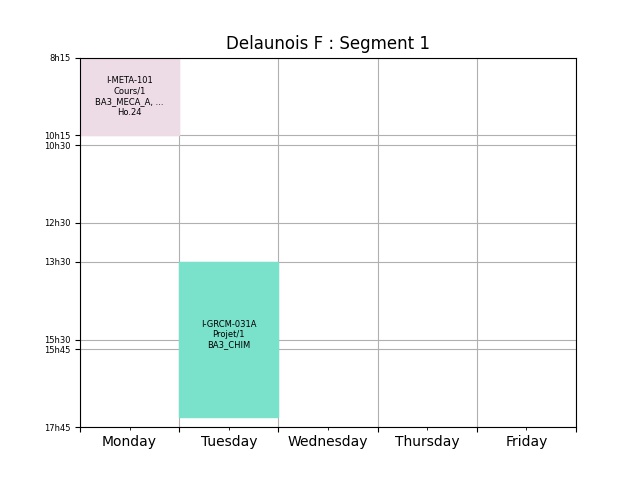 Delaunois F : Segment 1
8h15
I-META-101
Cours/1
BA3_MECA_A, ...
Ho.24
10h15
10h30
12h30
13h30
I-GRCM-031A
Projet/1
BA3_CHIM
15h30
15h45
17h45
Monday Tuesday Wednesday Thursday Friday